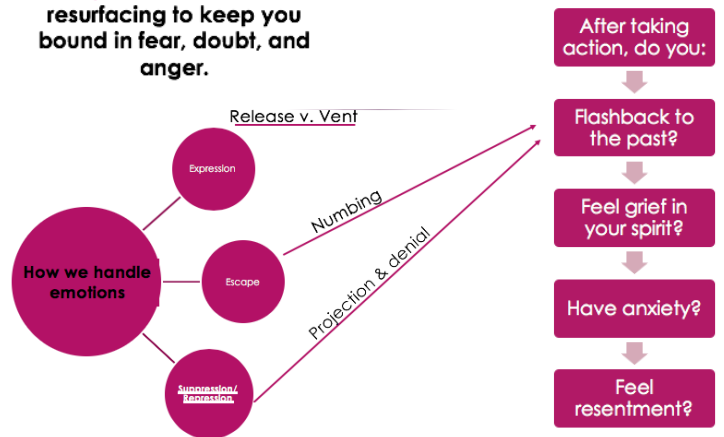 resurfacing to keep you
bound in fear, doubt, and
anger.
Release v. Vent
Expression
How we handle
emotions
Escape
Suppression/
Repression
Numbing
Projection & denial
After taking
action, do you:
Flashback to
the past?
Feel grief in
your spirit?
Have anxiety?
Feel
resentment?